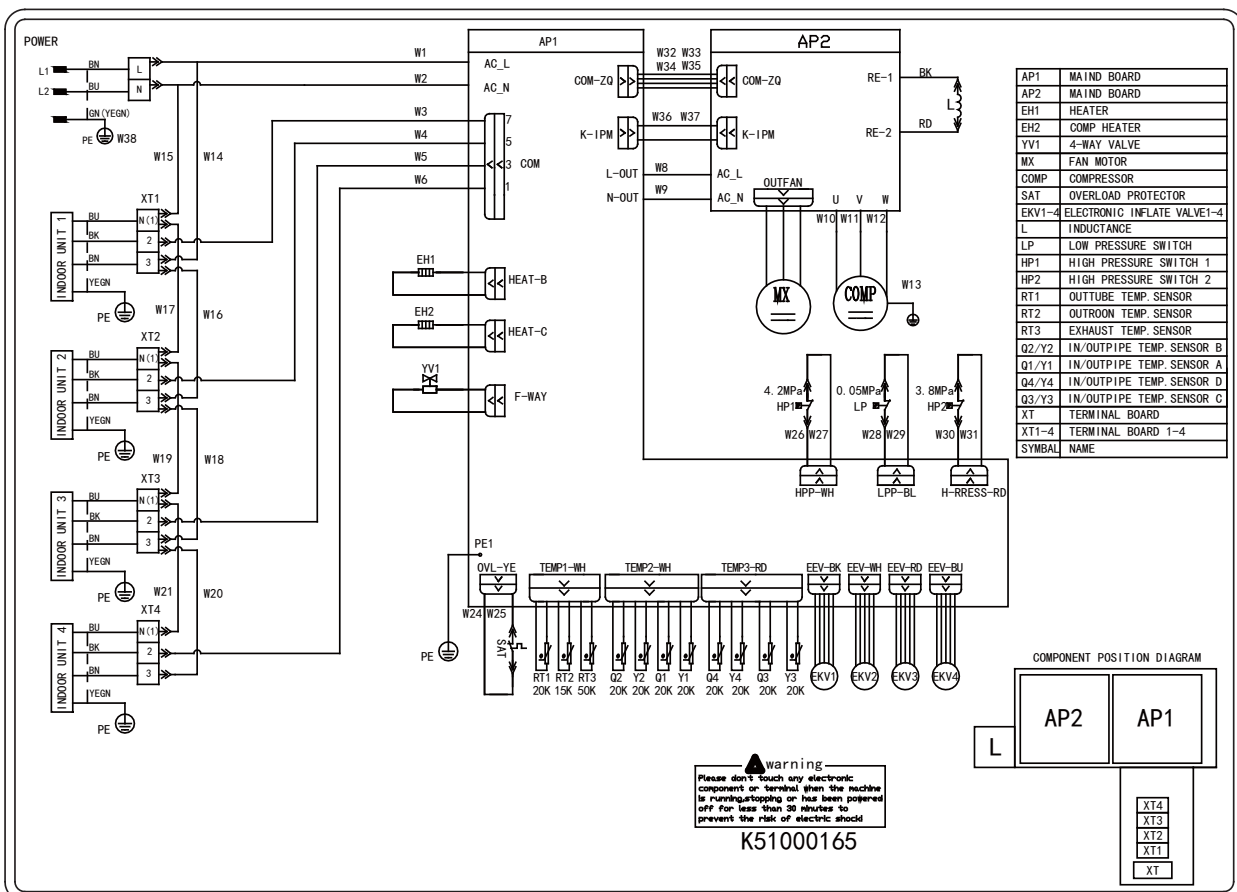 POWER
L1 BN L
L2 BU N
GN(YEGN)
PE W38
W15 W14
W1
W2
W3
W4
W5
W6
AP1
AC_L
AC_N
7
5
3 COM
1
COM-ZQ
K-IPM
L-OUT
N-OUT
W32 W33
W34 W35
W36 W37
W8
W9
AP2
COM-ZQ
K-IPM
AC_L
AC_N
RE-1
RE-2
BK
L
RD
OUTFAN
U V W
W10 W11 W12
MX
COMP
W13
XT1
INDOOR UNIT 1
BU N(1)
BK 2
BN 3
YEGN
PE
W17 W16
XT2
INDOOR UNIT 2
BU N(1)
BK 2
BN 3
YEGN
PE
W19 W18
XT3
INDOOR UNIT 3
BU N(1)
BK 2
BN 3
YEGN
PE
W21 W20
XT4
INDOOR UNIT 4
BU N(1)
BK 2
BN 3
YEGN
PE
EH1
HEAT-B
EH2
HEAT-C
YV1
F-WAY
4.2MPa 0.05MPa 3.8MPa
HP1 LP HP2
W26 W27 W28 W29 W30 W31
HPP-WH LPP-BL H-RRESS-RD
PE1
PE
OVL-YE TEMP1-WH TEMP2-WH TEMP3-RD EEV-BK EEV-WH EEV-RD EEV-BU
W24 W25
SAT
RT1 RT2 RT3 Q2 Y2 Q1 Y1 Q4 Y4 Q3 Y3
20K 15K 50K 20K 20K 20K 20K 20K 20K 20K 20K
EKV1 EKV2 EKV3 EKV4
AP1 MAIND BOARD
AP2 MAIND BOARD
EH1 HEATER
EH2 COMP HEATER
YV1 4-WAY VALVE
MX FAN MOTOR
COMP COMPRESSOR
SAT OVERLOAD PROTECTOR
EKV1-4 ELECTRONIC INFLATE VALVE1-4
L INDUCTANCE
LP LOW PRESSURE SWITCH
HP1 HIGH PRESSURE SWITCH 1
HP2 HIGH PRESSURE SWITCH 2
RT1 OUTTUBE TEMP.SENSOR
RT2 OUTROON TEMP.SENSOR
RT3 EXHAUST TEMP.SENSOR
Q2/Y2 IN/OUTPIPE TEMP.SENSOR B
Q1/Y1 IN/OUTPIPE TEMP.SENSOR A
Q4/Y4 IN/OUTPIPE TEMP.SENSOR D
Q3/Y3 IN/OUTPIPE TEMP.SENSOR C
XT TERMINAL BOARD
XT1-4 TERMINAL BOARD 1-4
SYMBAL NAME
COMPONENT POSITION DIAGRAM
L
AP2
AP1
XT4
XT3
XT2
XT1
XT
warning
Please don't touch any electronic
component or terminal when the machine
is running,stopping or has been powered
off for less than 30 minutes to
prevent the risk of electric shock!
K51000165